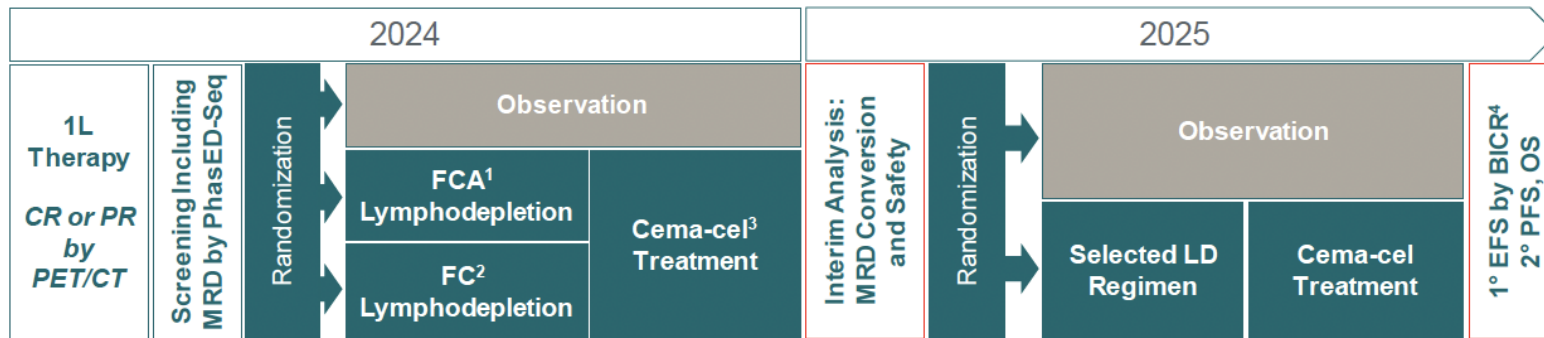 2024
2025
1L
Therapy
CR or PR
by
PET/CT
Screening Including
MRD by PhasED-Seq
Randomization
Observation
FCA¹
Lymphodepletion
FC²
Lymphodepletion
Cema-cel³
Treatment
Interim Analysis:
MRD Conversion
and Safety
Randomization
Observation
Selected LD
Regimen
Cema-cel
Treatment
1° EFS by BICR⁴
2° PFS, OS